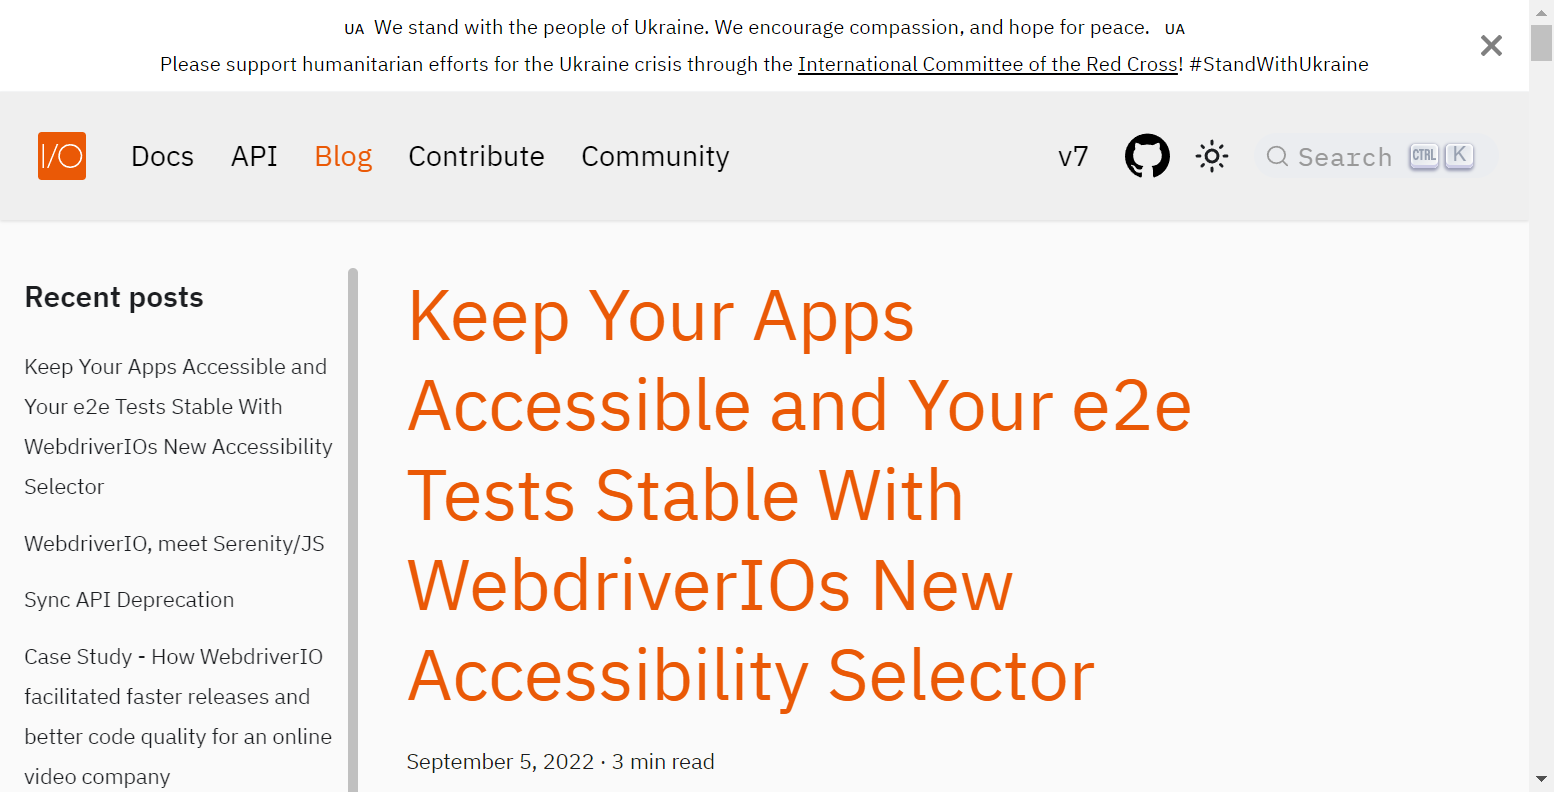 UA We stand with the people of Ukraine. We encourage compassion, and hope for peace. UA
Please support humanitarian efforts for the Ukraine crisis through the International Committee of the Red Cross! #StandWithUkraine
I/O Docs API Blog Contribute Community v7 Search CTRL K
Recent posts
Keep Your Apps Accessible and
Your e2e Tests Stable With
WebdriverIOs New Accessibility
Selector
WebdriverIO, meet Serenity/JS
Sync API Deprecation
Case Study - How WebdriverIO
facilitated faster releases and
better code quality for an online
video company
Keep Your Apps
Accessible and Your e2e
Tests Stable With
WebdriverIOs New
Accessibility Selector
September 5, 2022 · 3 min read